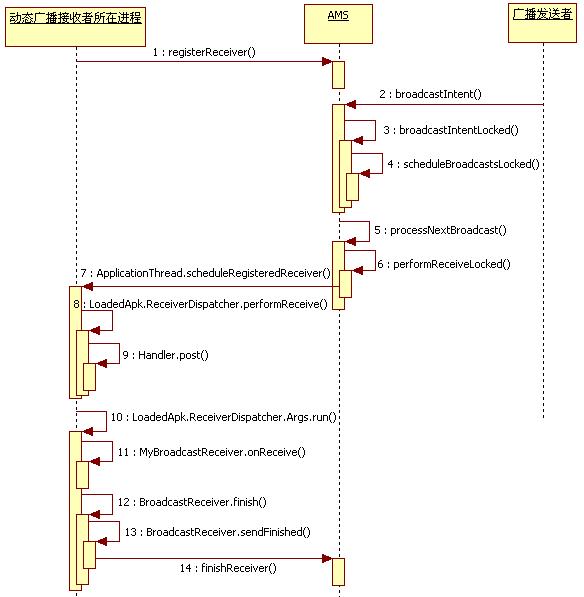 动态广播接收者所在进程
AMS
广播发送者
1 : registerReceiver()
2 : broadcastIntent()
3 : broadcastIntentLocked()
4 : scheduleBroadcastsLocked()
5 : processNextBroadcast()
6 : performReceiveLocked()
7 : ApplicationThread.scheduleRegisteredReceiver()
8 : LoadedApk.ReceiverDispatcher.performReceive()
9 : Handler.post()
10 : LoadedApk.ReceiverDispatcher.Args.run()
11 : MyBroadcastReceiver.onReceive()
12 : BroadcastReceiver.finish()
13 : BroadcastReceiver.sendFinished()
14 : finishReceiver()